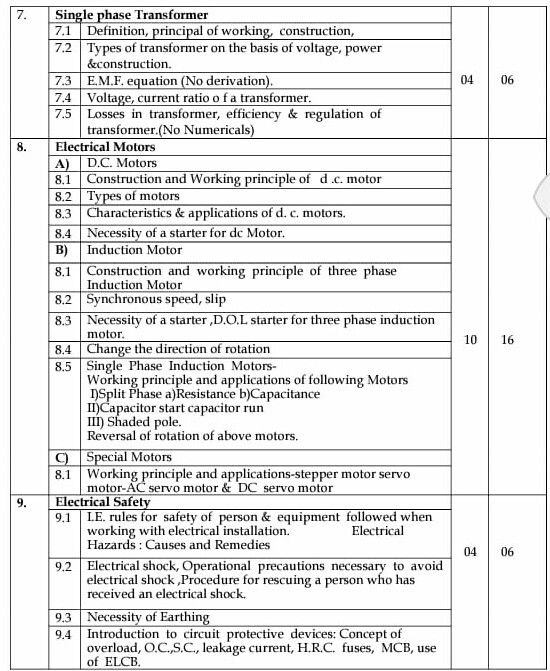 7. Single phase Transformer
7.1 Definition, principal of working, construction,
7.2 Types of transformer on the basis of voltage, power
&construction.
7.3 E.M.F. equation (No derivation). 04 06
7.4 Voltage, current ratio o f a transformer.
7.5 Losses in transformer, efficiency & regulation of
transformer.(No Numericals)
8. Electrical Motors
A) D.C. Motors
8.1 Construction and Working principle of d .c. motor
8.2 Types of motors
8.3 Characteristics & applications of d. c. motors.
8.4 Necessity of a starter for dc Motor.
B) Induction Motor
8.1 Construction and working principle of three phase
Induction Motor
8.2 Synchronous speed, slip
8.3 Necessity of a starter ,D.O.L starter for three phase induction
motor. 10 16
8.4 Change the direction of rotation
8.5 Single Phase Induction Motors-
Working principle and applications of following Motors
I)Split Phase a)Resistance b)Capacitance
II)Capacitor start capacitor run
III) Shaded pole.
Reversal of rotation of above motors.
C) Special Motors
8.1 Working principle and applications-stepper motor servo
motor-AC servo motor & DC servo motor
9. Electrical Safety
9.1 I.E. rules for safety of person & equipment followed when
working with electrical installation. Electrical
Hazards : Causes and Remedies 04 06
9.2 Electrical shock, Operational precautions necessary to avoid
electrical shock ,Procedure for rescuing a person who has
received an electrical shock.
9.3 Necessity of Earthing
9.4 Introduction to circuit protective devices: Concept of
overload, O.C.,S.C., leakage current, H.R.C. fuses, MCB, use
of ELCB.